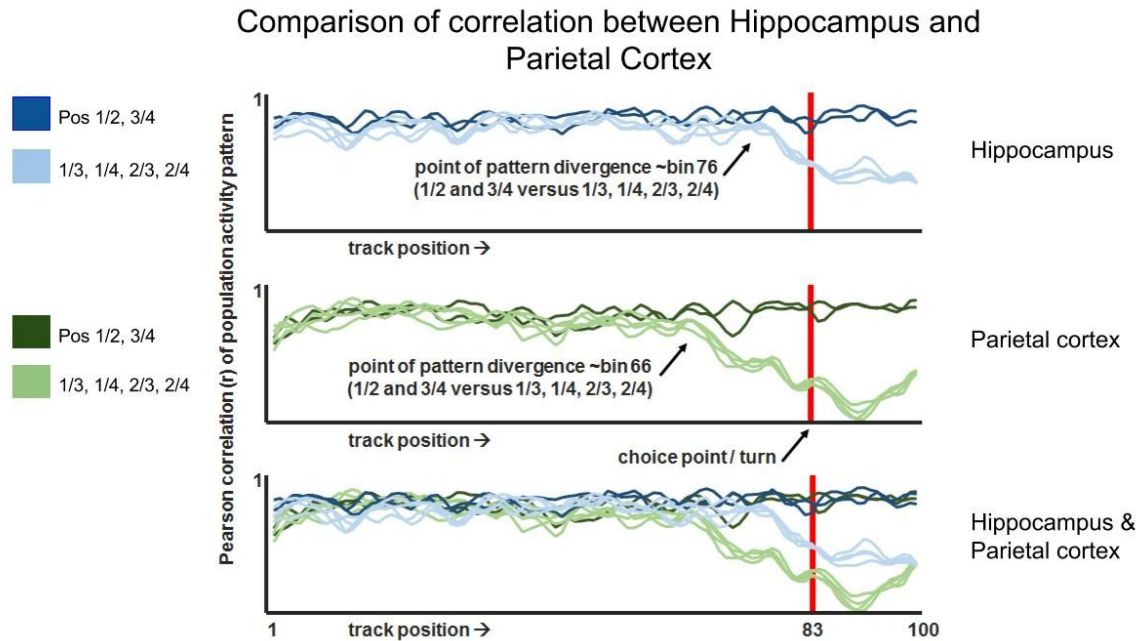 Comparison of correlation between Hippocampus and
Parietal Cortex
Pos 1/2, 3/4
1/3, 1/4, 2/3, 2/4
Pearson correlation (r) of population activity pattern
1
point of pattern divergence ~bin 76
(1/2 and 3/4 versus 1/3, 1/4, 2/3, 2/4)
track position →
Hippocampus
Pos 1/2, 3/4
1/3, 1/4, 2/3, 2/4
1
point of pattern divergence ~bin 66
(1/2 and 3/4 versus 1/3, 1/4, 2/3, 2/4)
track position →
choice point / turn
Parietal cortex
1
Hippocampus &
Parietal cortex
1
track position →
83
100